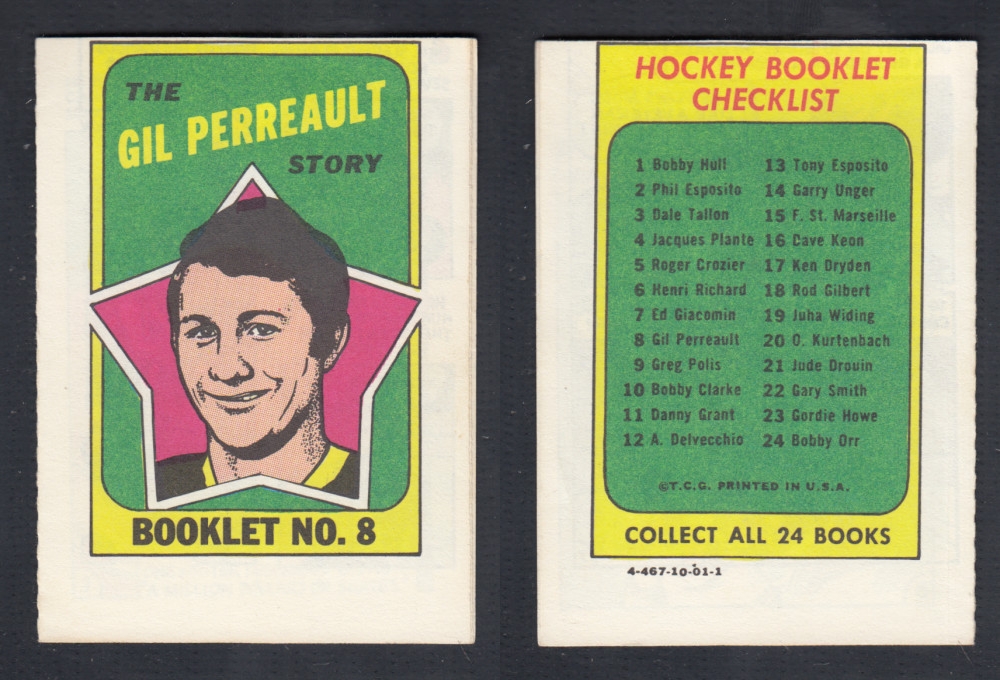 THE
GIL PERREAULT
STORY
BOOKLET NO. 8
HOCKEY BOOKLET
CHECKLIST
1 Bobby Hull
2 Phil Esposito
3 Dale Tallon
4 Jacques Plante
5 Roger Crozier
6 Henri Richard
7 Ed Giacomin
8 Gil Perreault
9 Greg Polis
10 Bobby Clarke
11 Danny Grant
12 A. Delvecchio
13 Tony Esposito
14 Garry Unger
15 F. St. Marseille
16 Dave Keon
17 Ken Dryden
18 Rod Gilbert
19 Juha Widing
20 O. Kurtenbach
21 Jude Drouin
22 Gary Smith
23 Gordie Howe
24 Bobby Orr
©T.C.G. PRINTED IN U.S.A.
COLLECT ALL 24 BOOKS
4-467-10-01-1